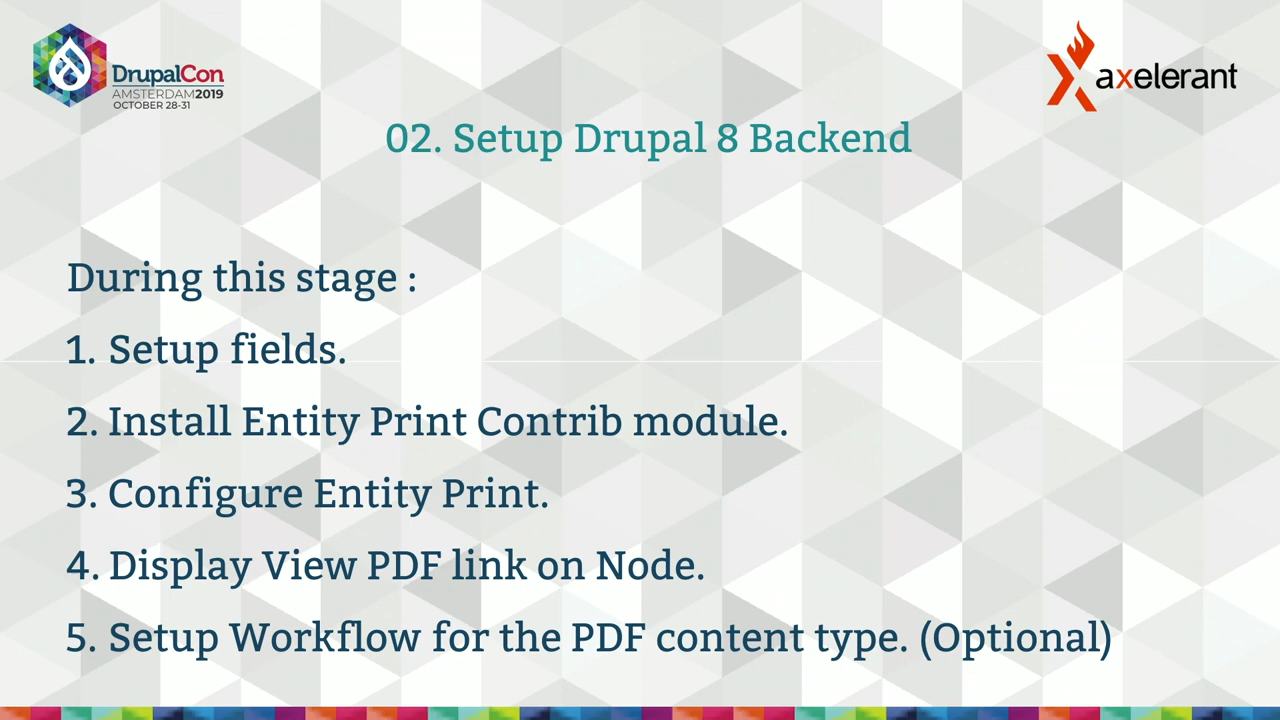 DrupalCon
AMSTERDAM2019
OCTOBER 28-31
axelerant
02. Setup Drupal 8 Backend
During this stage :
1. Setup fields.
2. Install Entity Print Contrib module.
3. Configure Entity Print.
4. Display View PDF link on Node.
5. Setup Workflow for the PDF content type. (Optional)